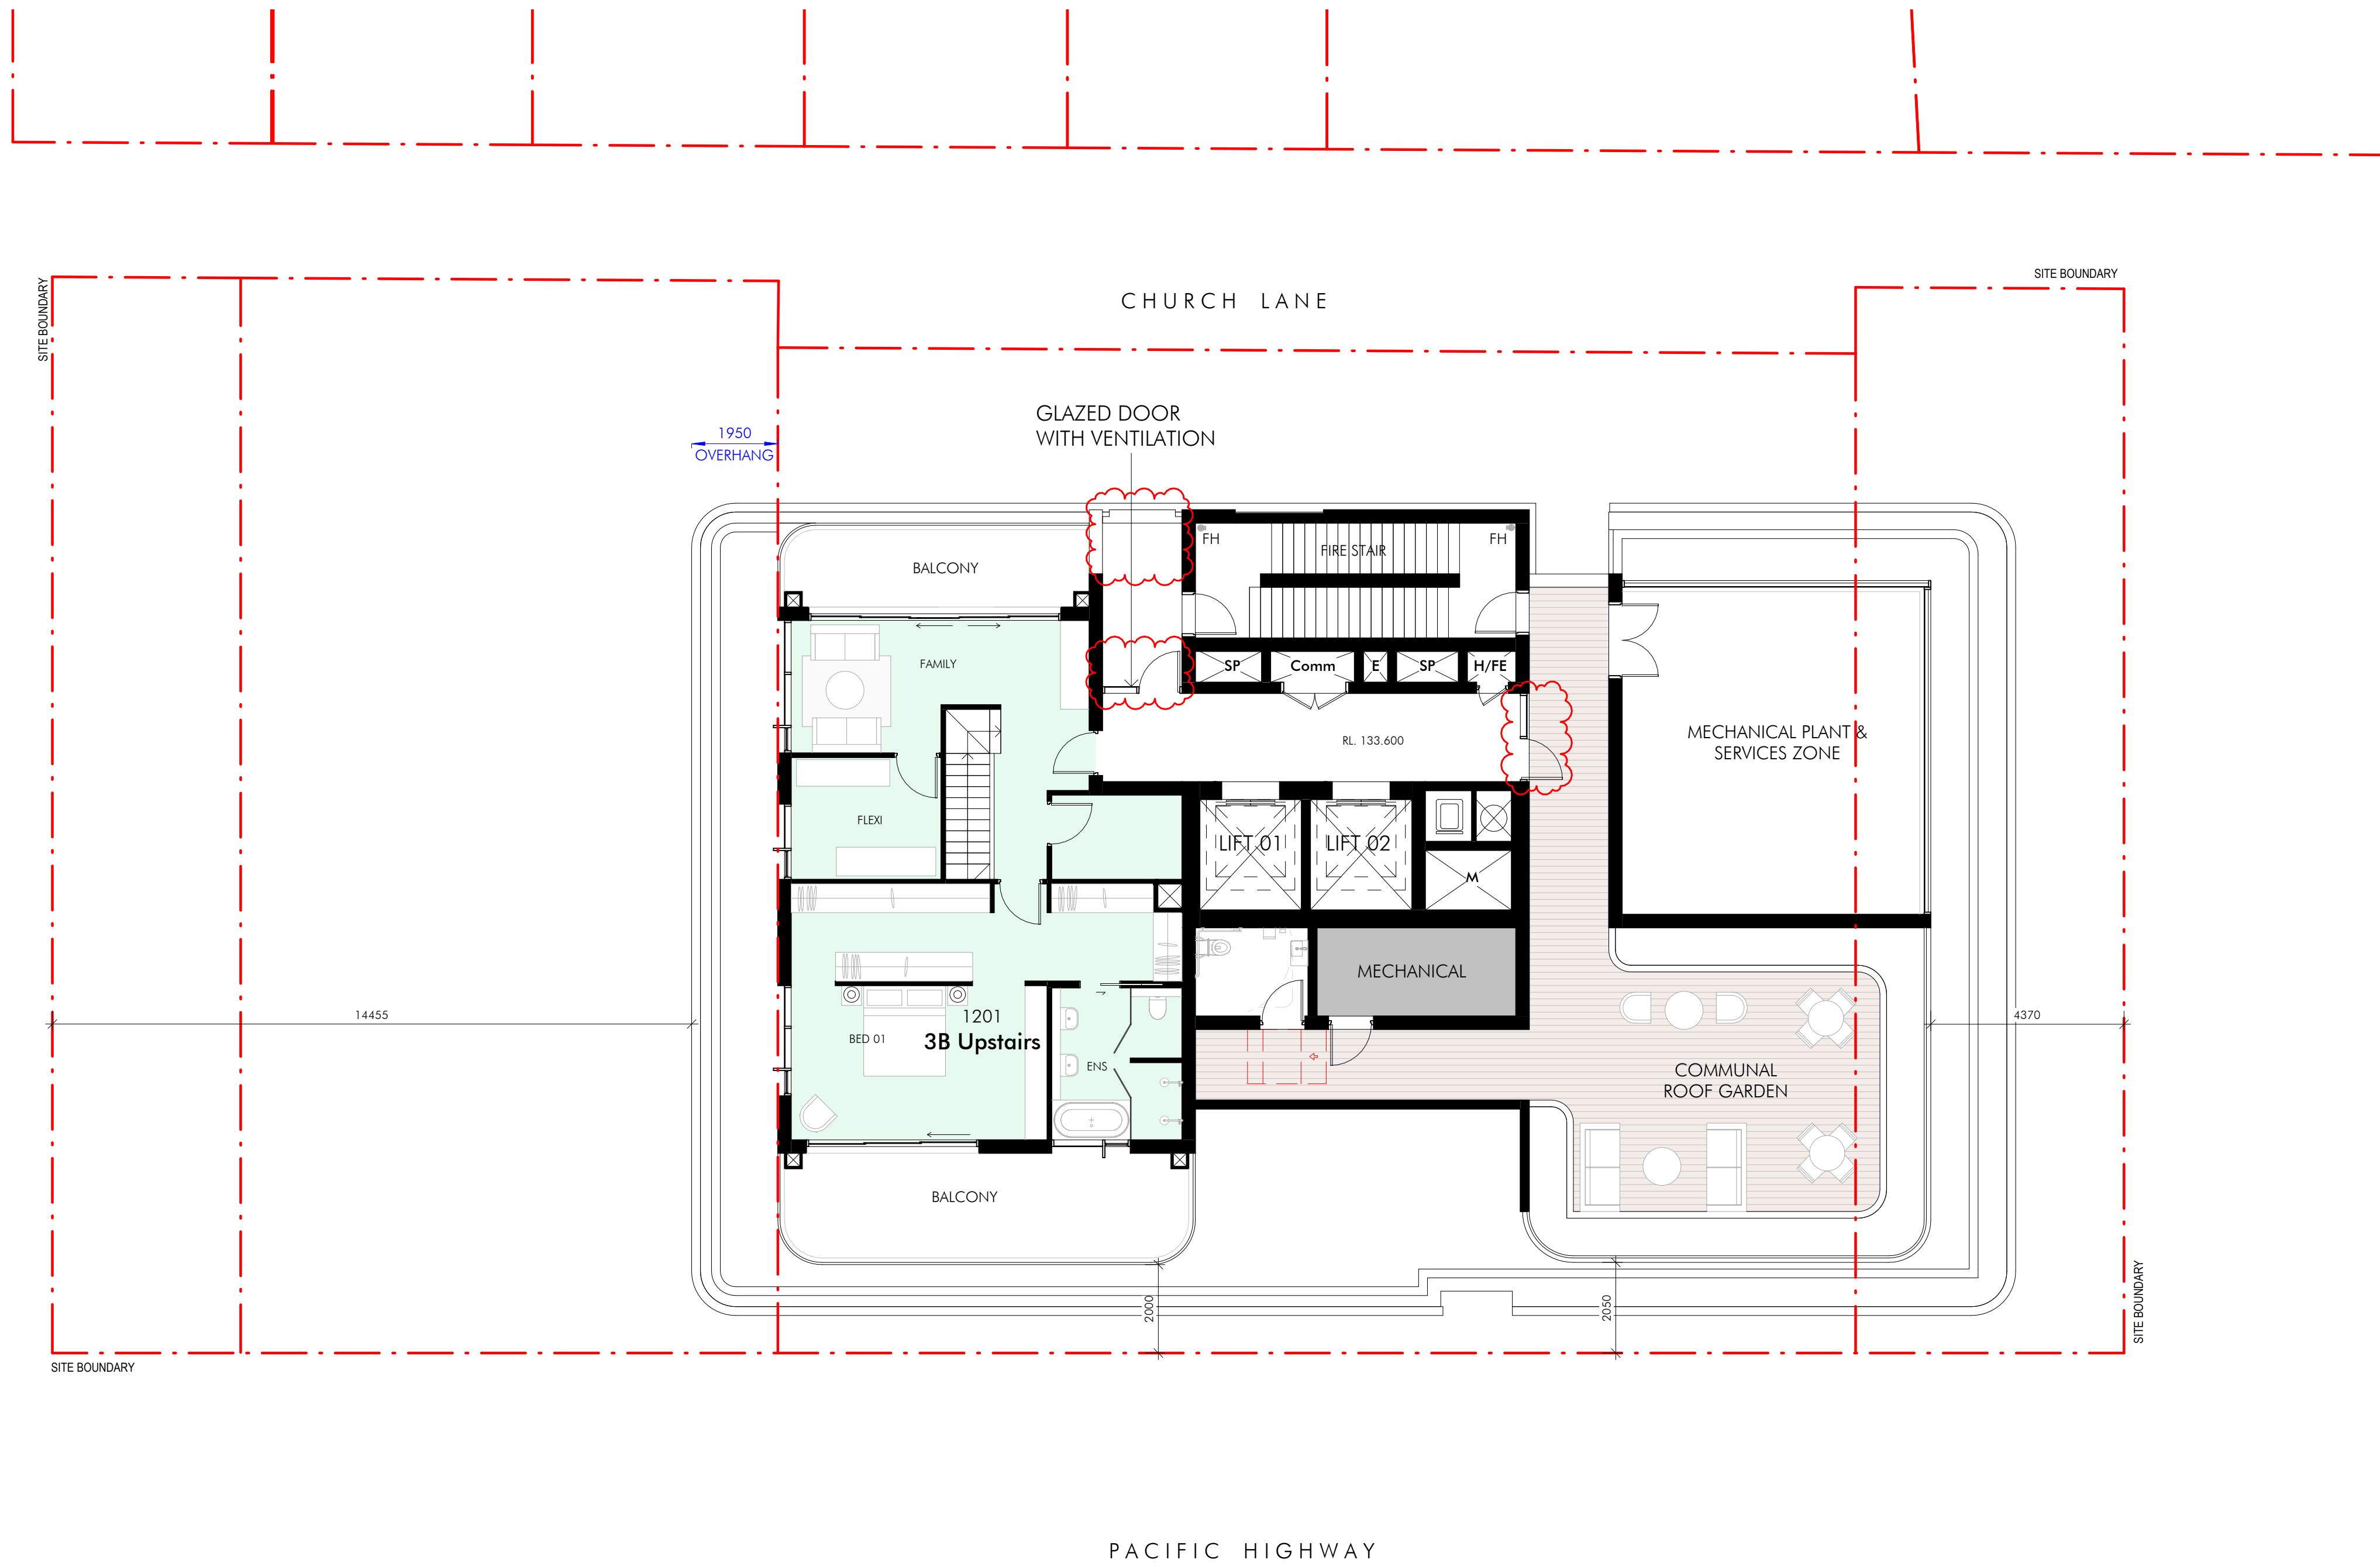 SITE BOUNDARY
SITE BOUNDARY
CHURCH LANE
GLAZED DOOR
WITH VENTILATION
1950
OVERHANG
FH
FIRE STAIR
FH
BALCONY
FAMILY
SP
Comm
E
SP
H/FE
RL. 133.600
MECHANICAL PLANT &
SERVICES ZONE
FLEXI
LIFT 01
LIFT 02
M
MECHANICAL
14455
1201
3B Upstairs
BED 01
ENS
4370
COMMUNAL
ROOF GARDEN
BALCONY
2000
2050
SITE BOUNDARY
SITE BOUNDARY
PACIFIC HIGHWAY